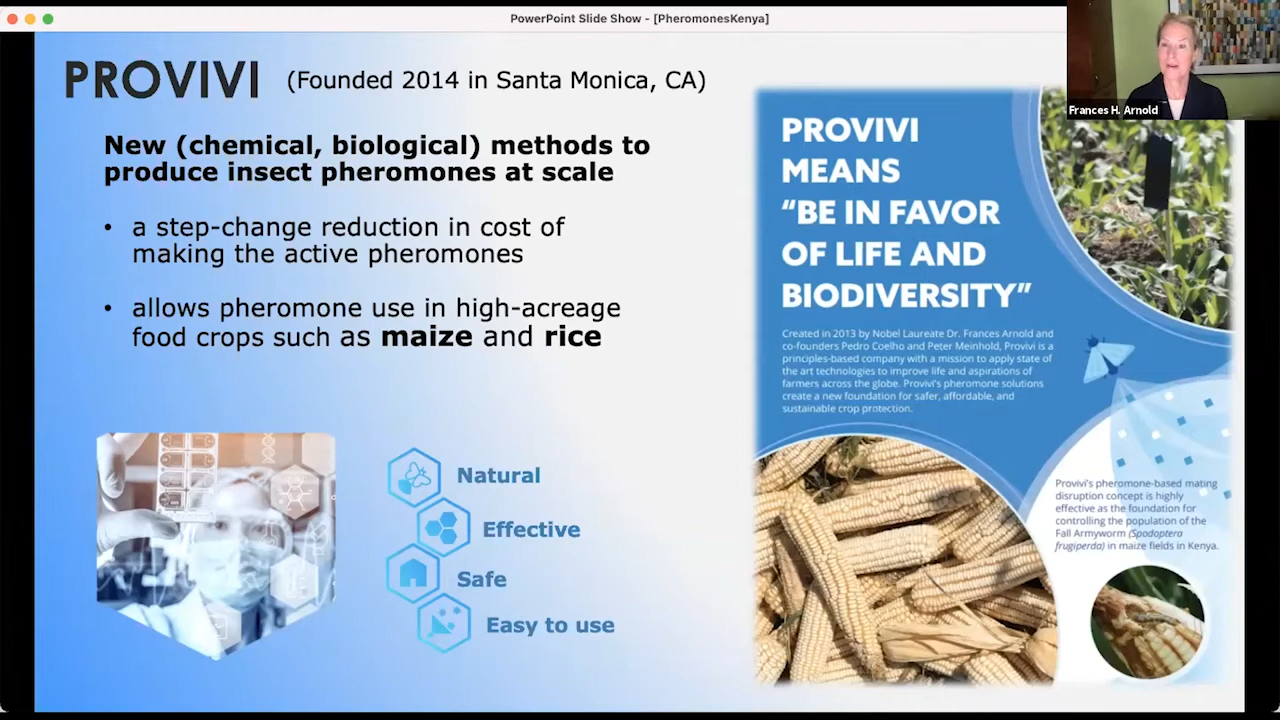 PowerPoint Slide Show - [PheromonesKenya]
Frances H. Arnold
PROVIVI (Founded 2014 in Santa Monica, CA)
New (chemical, biological) methods to
produce insect pheromones at scale
• a step-change reduction in cost of
making the active pheromones
• allows pheromone use in high-acreage
food crops such as maize and rice
Natural
Effective
Safe
Easy to use
PROVIVI
MEANS
“BE IN FAVOR
OF LIFE AND
BIODIVERSITY”
Created in 2013 by Nobel Laureate Dr. Frances Arnold and
co-founders Pedro Coelho and Peter Meinhold, Provivi is a
principles-based company with a mission to apply state of
the art technologies to improve life and aspirations of
farmers across the globe. Provivi's pheromone solutions
create a new foundation for safer, affordable, and
sustainable crop protection.
Provivi's pheromone-based mating
disruption concept is highly
effective as the foundation for
controlling the population of the
Fall Armyworm (Spodoptera
frugiperda) in maize fields in Kenya.